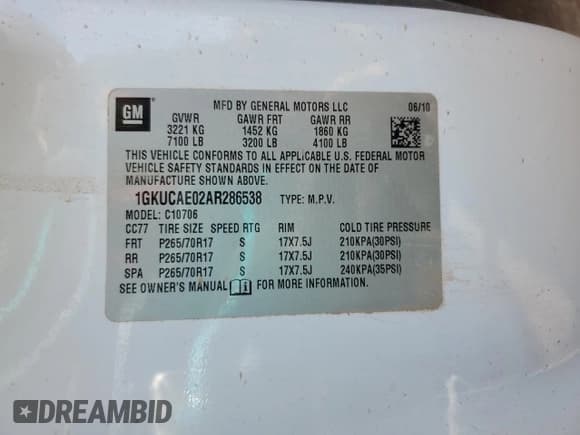 GM
MFD BY GENERAL MOTORS LLC 06/10
GVWR GAWR FRT GAWR RR
3221 KG 1452 KG 1860 KG
7100 LB 3200 LB 4100 LB
THIS VEHICLE CONFORMS TO ALL APPLICABLE U.S. FEDERAL MOTOR
VEHICLE SAFETY STANDARDS IN EFFECT ON THE DATE OF
MANUFACTURE SHOWN ABOVE.
1GKUCAE02AR286538 TYPE: M.P.V.
MODEL: C10706
CC77 TIRE SIZE SPEED RTG RIM COLD TIRE PRESSURE
FRT P265/70R17 S 17X7.5J 210KPA(30PSI)
RR P265/70R17 S 17X7.5J 210KPA(30PSI)
SPA P265/70R17 S 17X7.5J 240KPA(35PSI)
SEE OWNER'S MANUAL FOR MORE INFORMATION.
DREAMBID